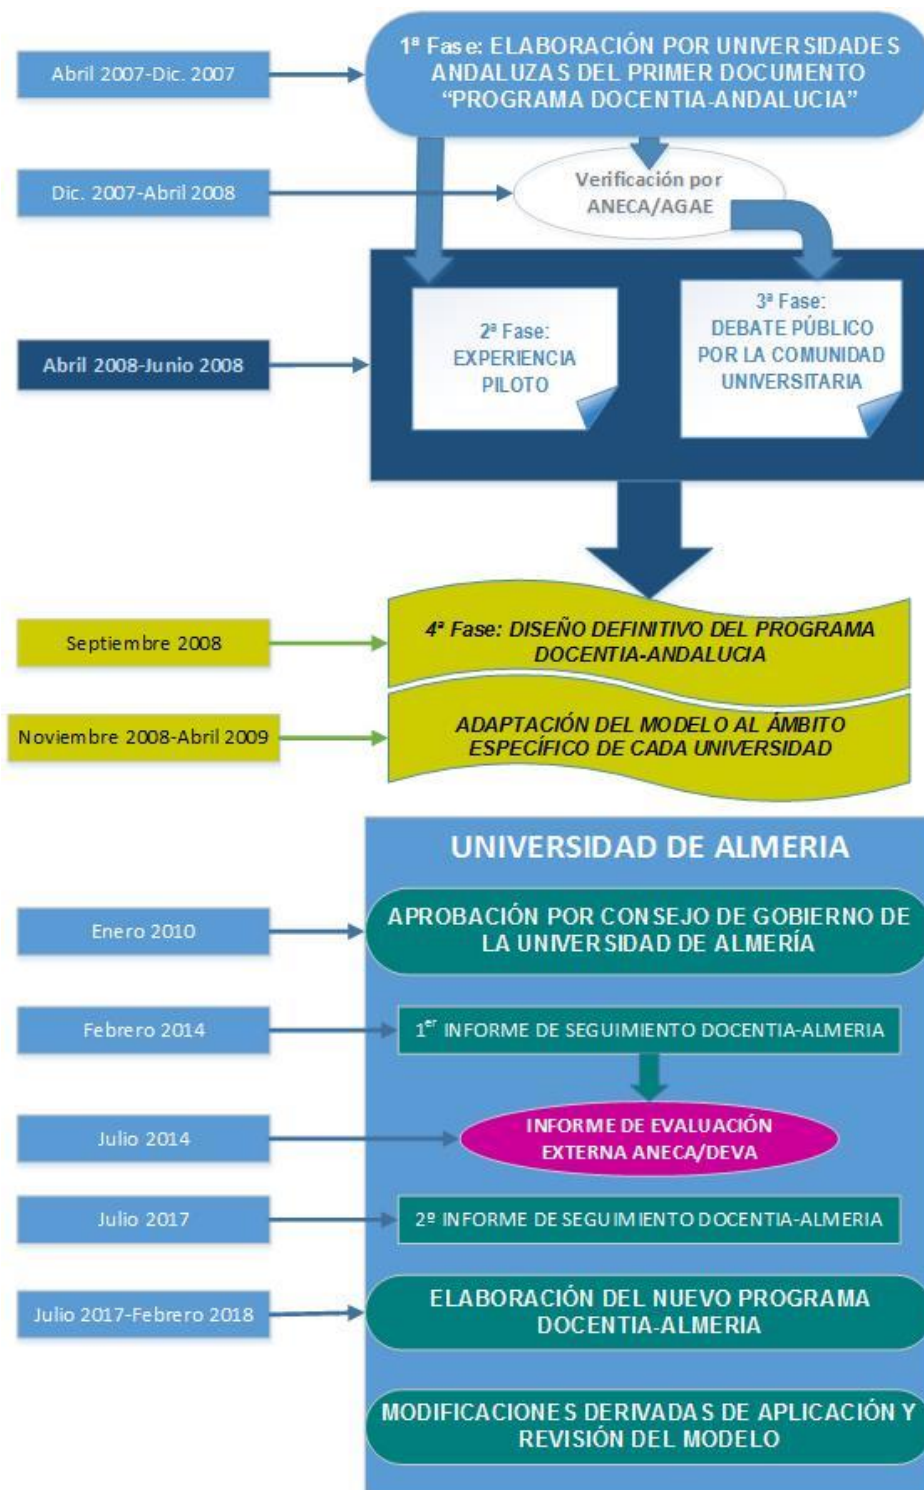 Abril 2007-Dic. 2007
1ª Fase: ELABORACIÓN POR UNIVERSIDADES
ANDALUZAS DEL PRIMER DOCUMENTO
“PROGRAMA DOCENTIA-ANDALUCIA”
Dic. 2007-Abril 2008
Verificación por
ANECA/AGAE
Abril 2008-Junio 2008
2ª Fase:
EXPERIENCIA
PILOTO
3ª Fase:
DEBATE PÚBLICO
POR LA COMUNIDAD
UNIVERSITARIA
Septiembre 2008
4ª Fase: DISEÑO DEFINITIVO DEL PROGRAMA
DOCENTIA-ANDALUCIA
Noviembre 2008-Abril 2009
ADAPTACIÓN DEL MODELO AL ÁMBITO
ESPECÍFICO DE CADA UNIVERSIDAD
UNIVERSIDAD DE ALMERIA
Enero 2010
APROBACIÓN POR CONSEJO DE GOBIERNO DE
LA UNIVERSIDAD DE ALMERÍA
Febrero 2014
1er INFORME DE SEGUIMIENTO DOCENTIA-ALMERIA
Julio 2014
INFORME DE EVALUACIÓN
EXTERNA ANECA/DEVA
Julio 2017
2º INFORME DE SEGUIMIENTO DOCENTIA-ALMERIA
Julio 2017-Febrero 2018
ELABORACIÓN DEL NUEVO PROGRAMA
DOCENTIA-ALMERIA
MODIFICACIONES DERIVADAS DE APLICACIÓN Y
REVISIÓN DEL MODELO